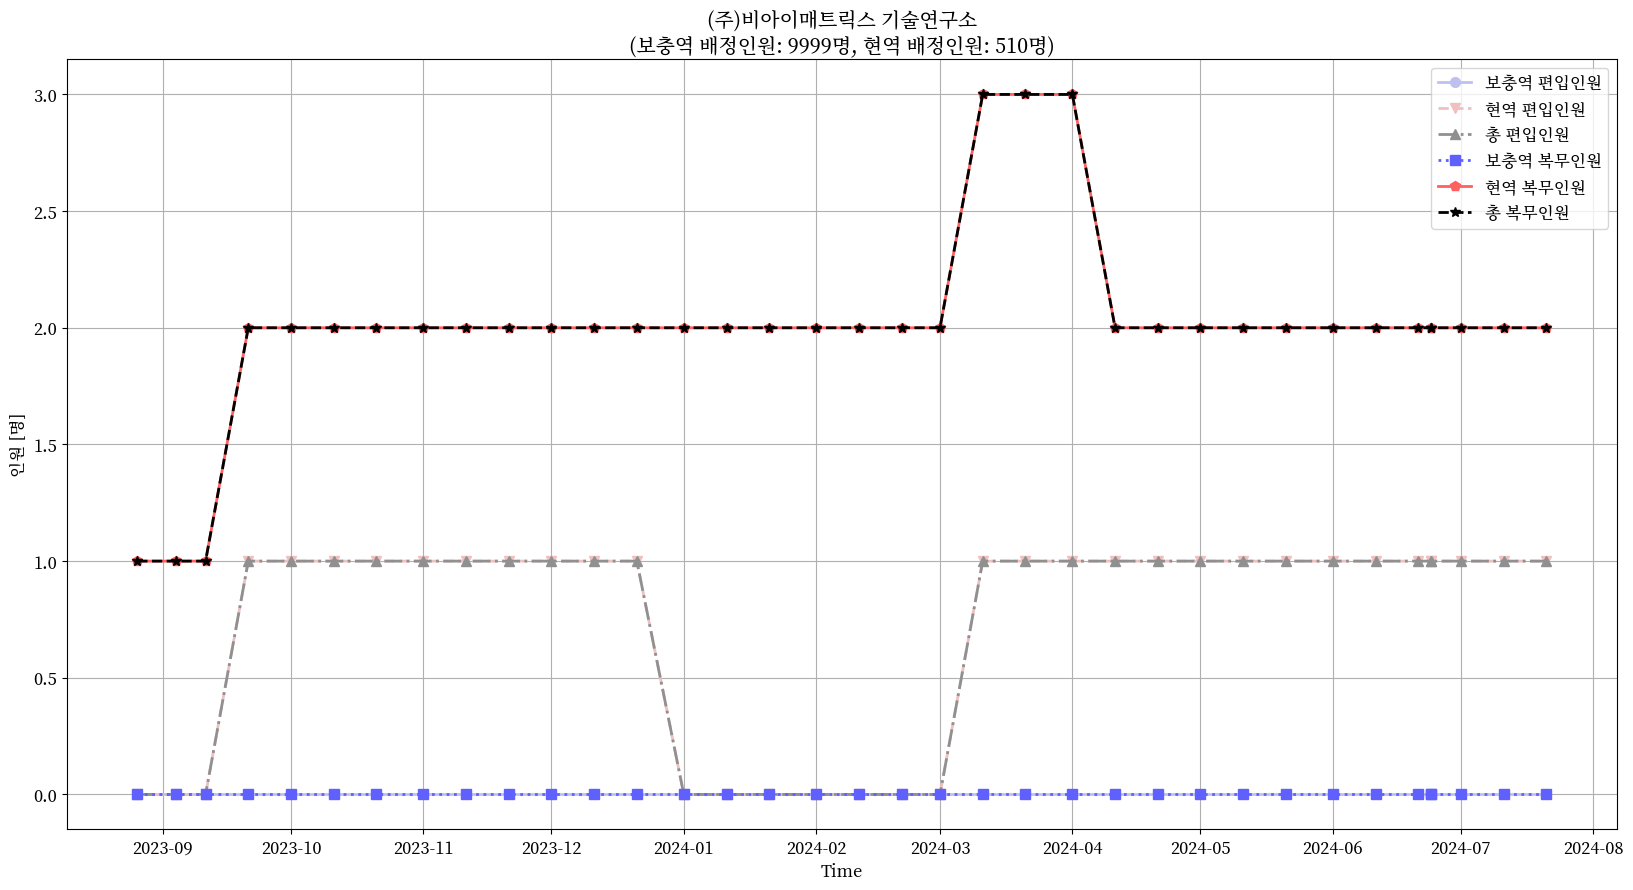 (주)비아이매트릭스 기술연구소
(보충역 배정인원: 9999명, 현역 배정인원: 510명)
보충역 편입인원
현역 편입인원
총 편입인원
보충역 복무인원
현역 복무인원
총 복무인원
인원 [명]
3.0
2.5
2.0
1.5
1.0
0.5
0.0
2023-09
2023-10
2023-11
2023-12
2024-01
2024-02
2024-03
2024-04
2024-05
2024-06
2024-07
2024-08
Time